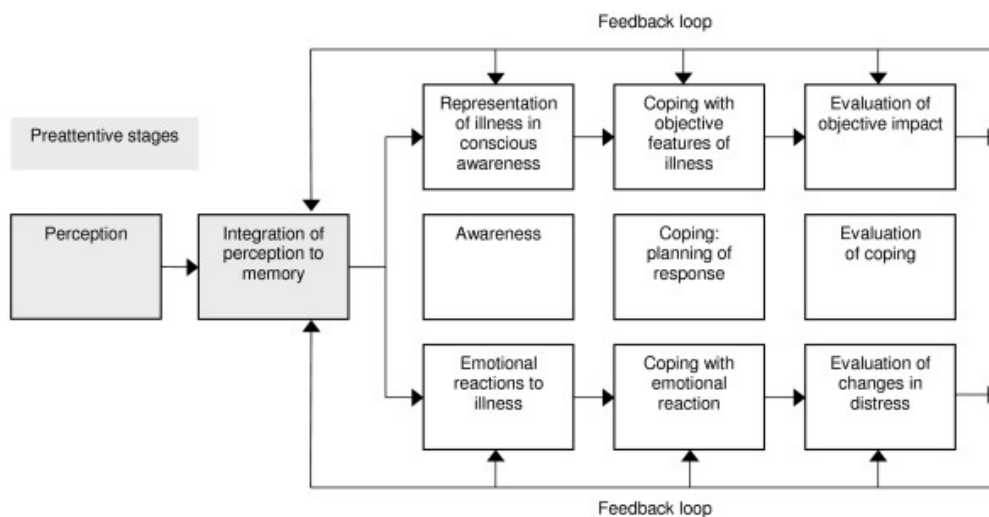 Feedback loop
Representation
of illness in
conscious
awareness
Coping with
objective
features of
illness
Evaluation of
objective impact
Preattentive stages
Perception
Integration of
perception to
memory
Awareness
Coping:
planning of
response
Evaluation
of coping
Emotional
reactions to
illness
Coping with
emotional
reaction
Evaluation of
changes in
distress
Feedback loop